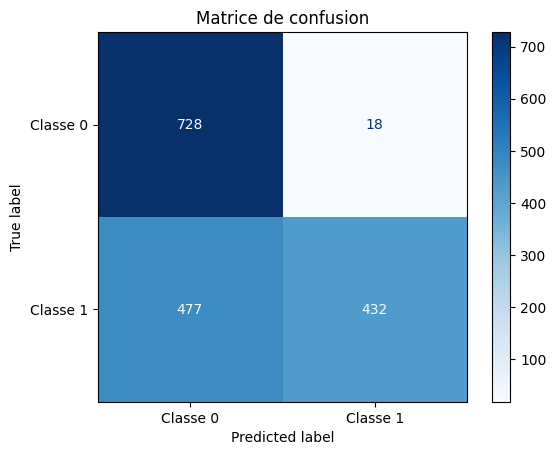 Matrice de confusion
True label
Classe 0
728
18
Classe 1
477
432
Classe 0
Classe 1
Predicted label
700
600
500
400
300
200
100